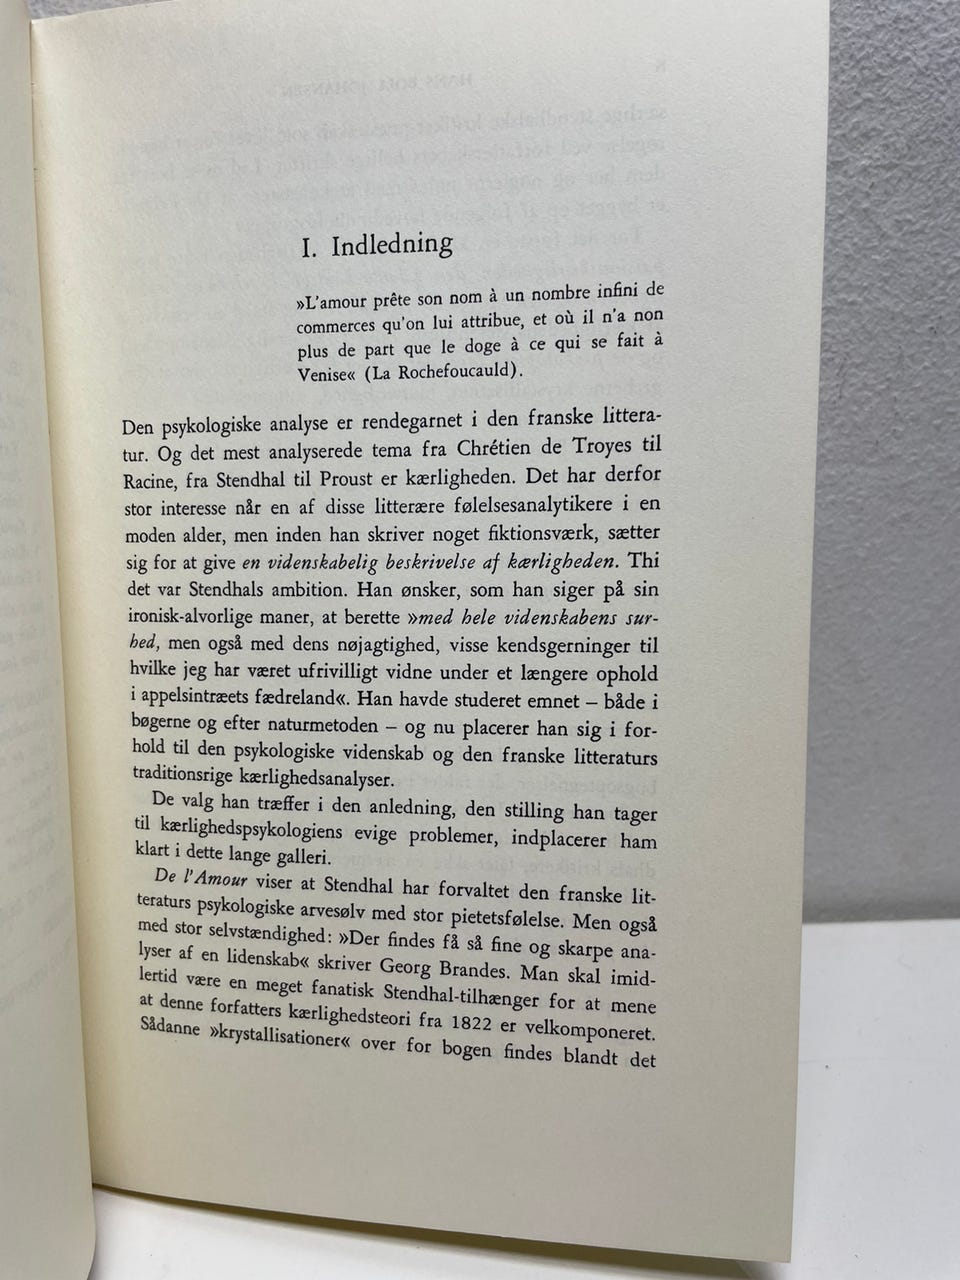 I. Indledning
»L’amour prête son nom à un nombre infini de
commerces qu’on lui attribue, et où il n’a non
plus de part que le doge à ce qui se fait à
Venise« (La Rochefoucauld).
Den psykologiske analyse er rendegarnet i den franske littera-
tur. Og det mest analyserede tema fra Chrétien de Troyes til
Racine, fra Stendhal til Proust er kærligheden. Det har derfor
stor interesse når en af disse litterære følelsesanalytikere i en
moden alder, men inden han skriver noget fiktionsværk, sætter
sig for at give en videnskabelig beskrivelse af kærligheden. Thi
det var Stendhals ambition. Han ønsker, som han siger på sin
ironisk-alvorlige maner, at berette »med hele videnskabens sur-
hed, men også med dens nøjagtighed, visse kendsgerninger til
hvilke jeg har været ufrivilligt vidne under et længere ophold
i appelsintræets fædreland«. Han havde studeret emnet – både i
bøgerne og efter naturmetoden – og nu placerer han sig i for-
hold til den psykologiske videnskab og den franske litteraturs
traditionsrige kærlighedsanalyser.
De valg han træffer i den anledning, den stilling han tager
til kærlighedspsykologiens evige problemer, indplacerer ham
klart i dette lange galleri.
De l’Amour viser at Stendhal har forvaltet den franske lit-
teraturs psykologiske arvesølv med stor pietetsfølelse. Men også
med stor selvstændighed: »Der findes få så fine og skarpe ana-
lyser af en lidenskab« skriver Georg Brandes. Man skal imid-
lertid være en meget fanatisk Stendhal-tilhænger for at mene
at denne forfatters kærlighedsteori fra 1822 er velkomponeret.
Sådanne »krystallisationer« over for bogen findes blandt det